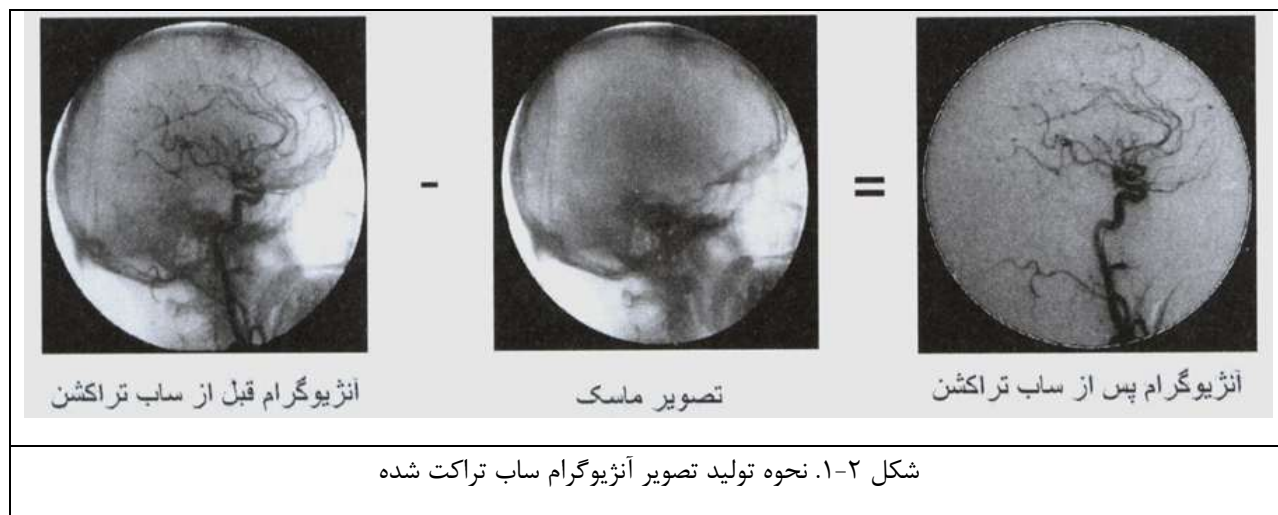 آنژیوگرام قبل از ساب تراکشن
-
تصویر ماسک
=
آنژیوگرام پس از ساب تراکشن
شکل ۲-۱. نحوه تولید تصویر آنژیوگرام ساب تراکت شده